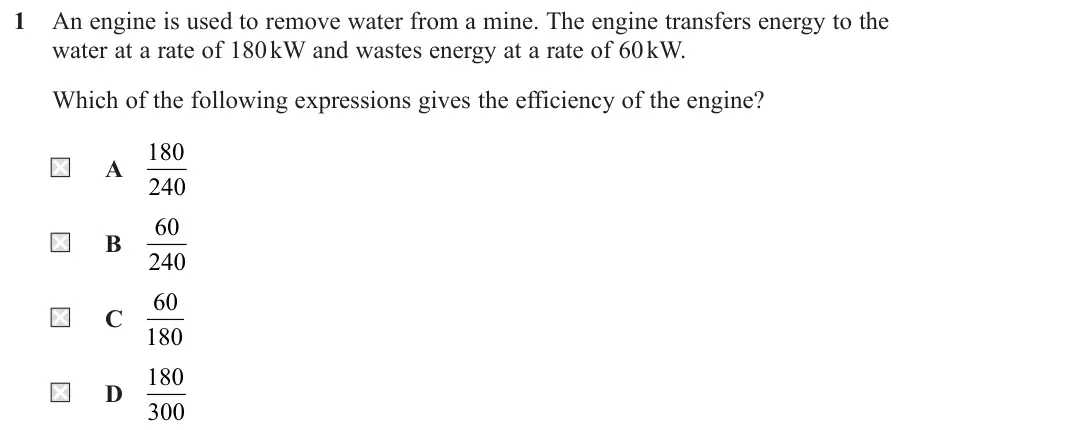 1 An engine is used to remove water from a mine. The engine transfers energy to the
water at a rate of 180 kW and wastes energy at a rate of 60 kW.
Which of the following expressions gives the efficiency of the engine?
A 180/240
B 60/240
C 60/180
D 180/300